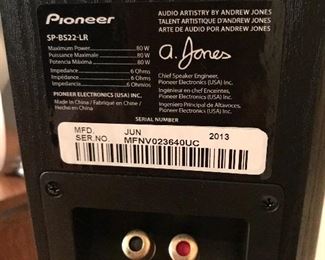 Pioneer
SP-BS22-LR
Maximum Power 80 W
Puissance Maximale 80 W
Potencia Máxima 80 W
Impedance 6 Ohms
Impédance 6 Ohms
Impedancia 6 Ohms
PIONEER ELECTRONICS (USA) INC.
Made in China / Fabriqué en Chine /
Hecho en China
AUDIO ARTISTRY BY ANDREW JONES
TALENT ARTISTIQUE D'ANDREW JONES
ARTE DE AUDIO POR ANDREW JONES
a. Jones
Chief Speaker Engineer,
Pioneer Electronics (USA) Inc.
Ingénieur en chef Enceintes,
Pioneer Electronics (USA) Inc.
Ingeniero Principal de Altavoces,
Pioneer Electronics (USA) Inc.
SERIAL NUMBER
MFD. JUN 2013
SER.NO. MFNV023640UC